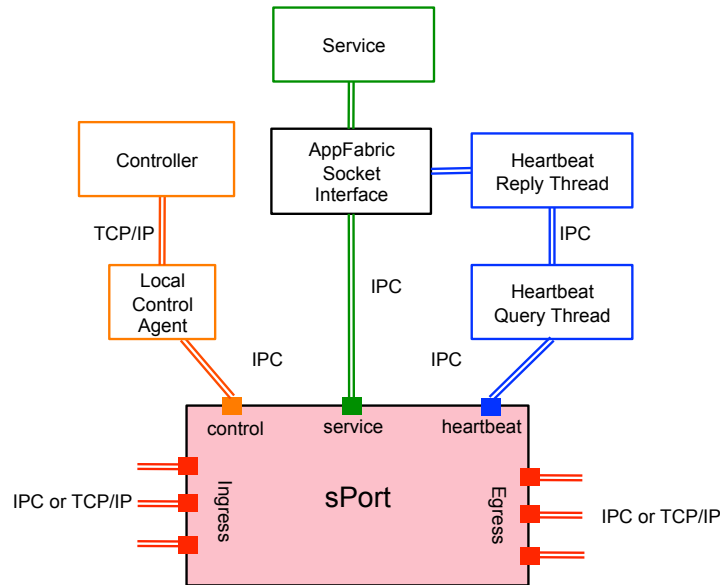 Service
Controller
AppFabric
Socket
Interface
Heartbeat
Reply Thread
TCP/IP
IPC
Local
Control
Agent
IPC
Heartbeat
Query Thread
IPC
IPC
control
service
heartbeat
Ingress
sPort
Egress
IPC or TCP/IP
IPC or TCP/IP